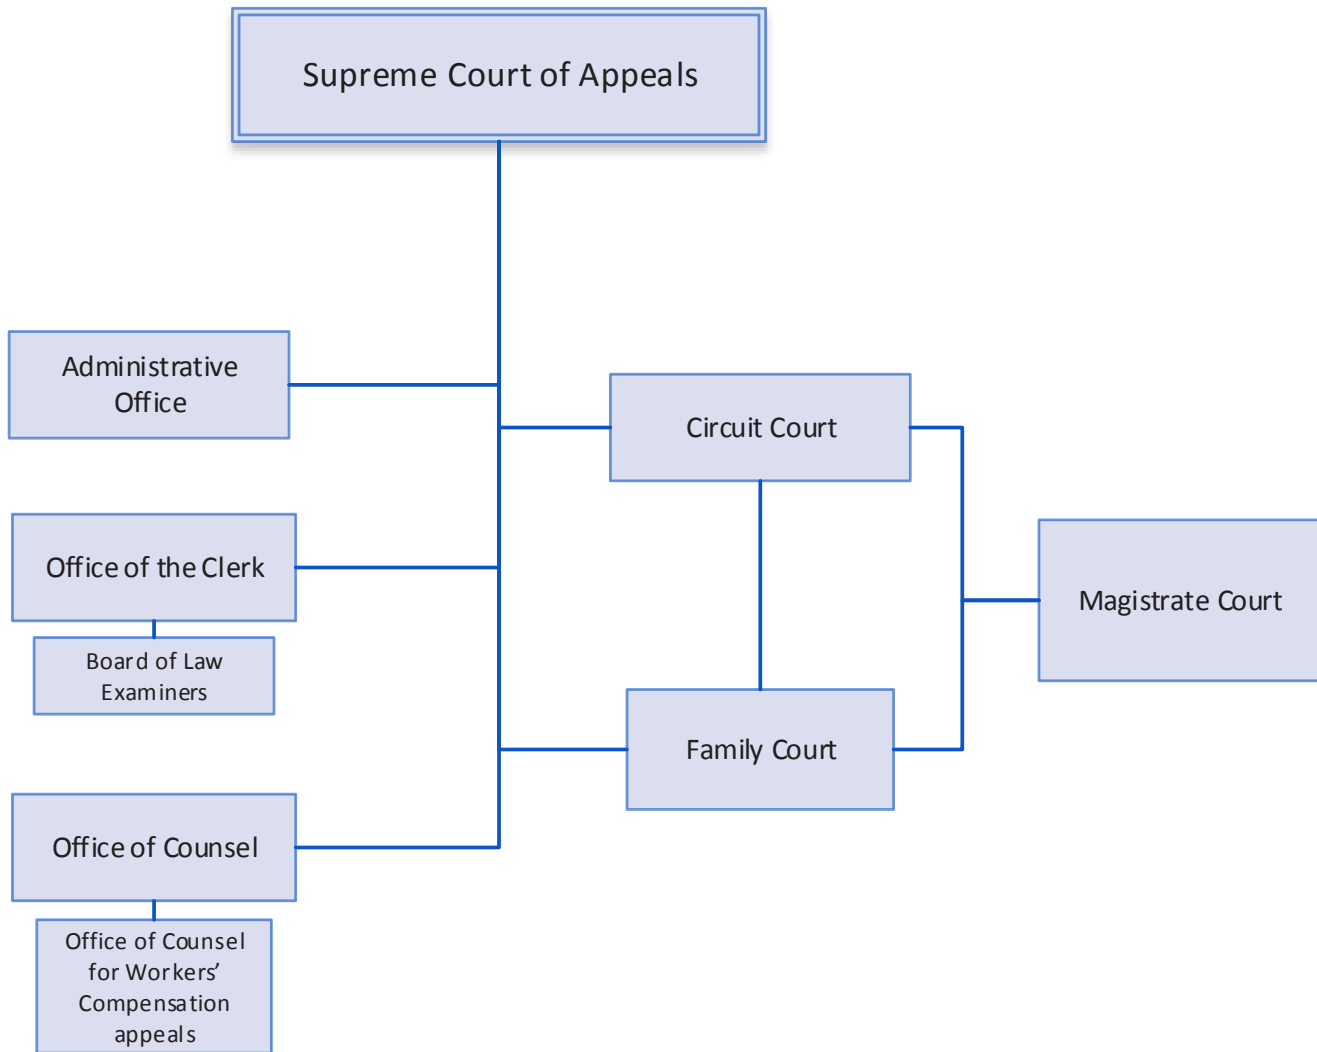 Supreme Court of Appeals
Administrative
Office
Circuit Court
Office of the Clerk
Board of Law
Examiners
Magistrate Court
Family Court
Office of Counsel
Office of Counsel
for Workers’
Compensation
appeals